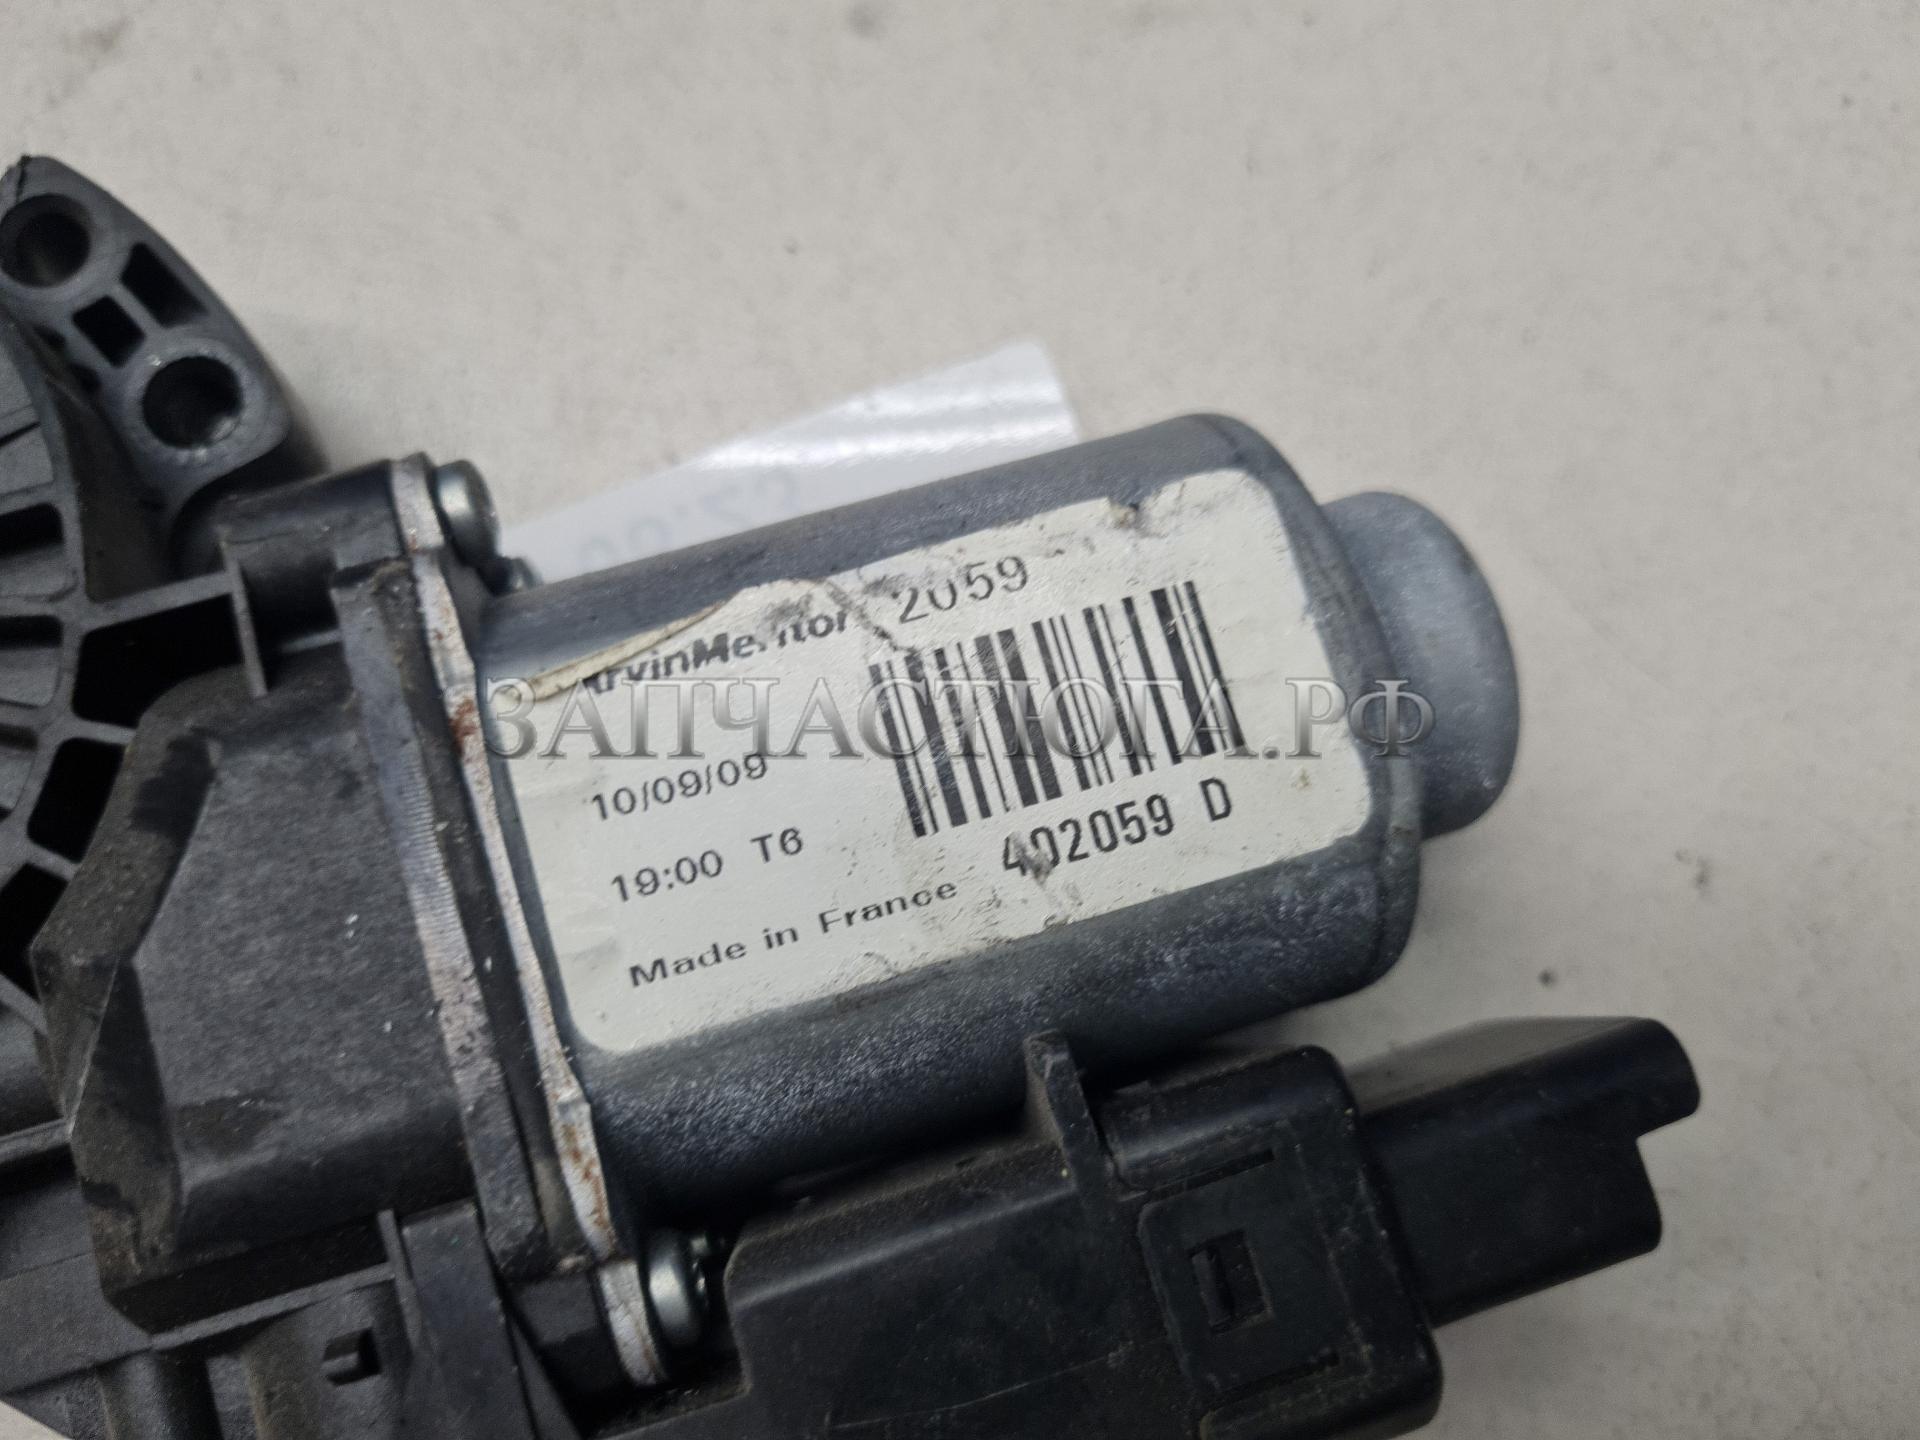 ArvinMeritor 2059
ЗАПЧАСТЮГА.РФ
10/09/09
19:00 T6
402059 D
Made in France